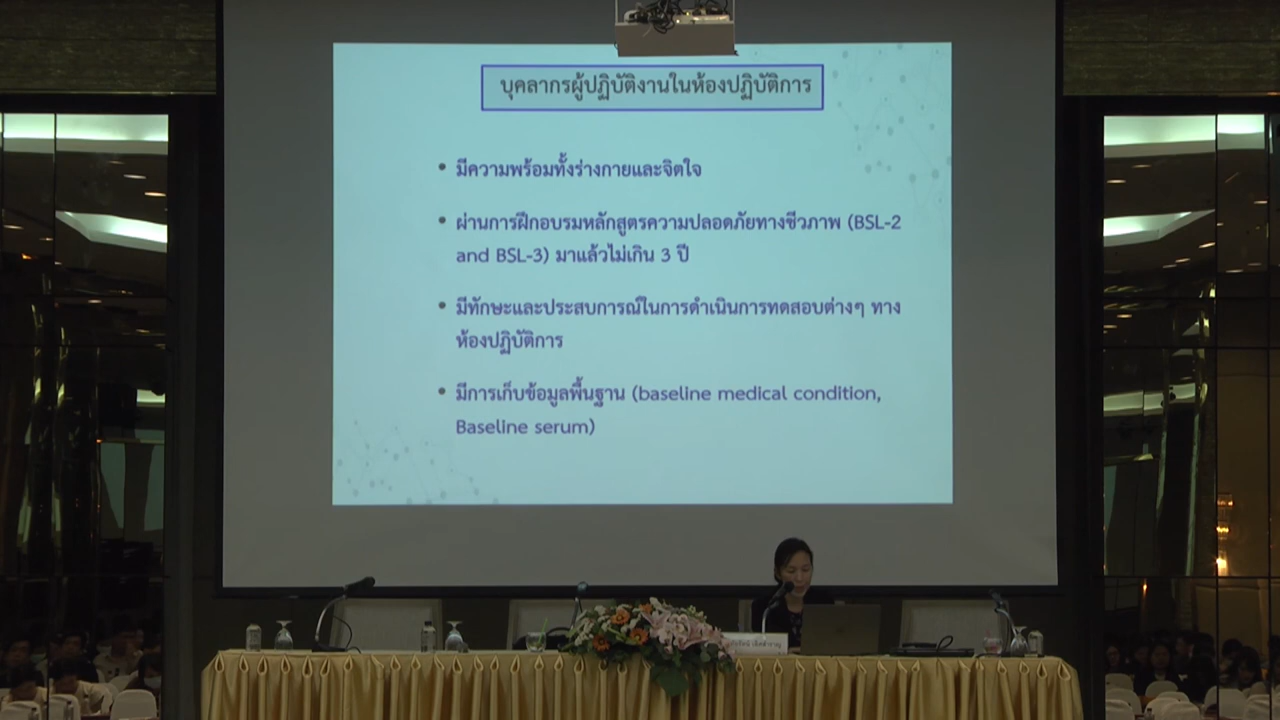 บุคลากรผู้ปฏิบัติงานในห้องปฏิบัติการ
• มีความพร้อมทั้งร่างกายและจิตใจ
• ผ่านการฝึกอบรมหลักสูตรความปลอดภัยทางชีวภาพ (BSL-2
and BSL-3) มาแล้วไม่เกิน 3 ปี
• มีทักษะและประสบการณ์ในการดำเนินการทดสอบต่างๆ ทาง
ห้องปฏิบัติการ
• มีการเก็บข้อมูลพื้นฐาน (baseline medical condition,
Baseline serum)